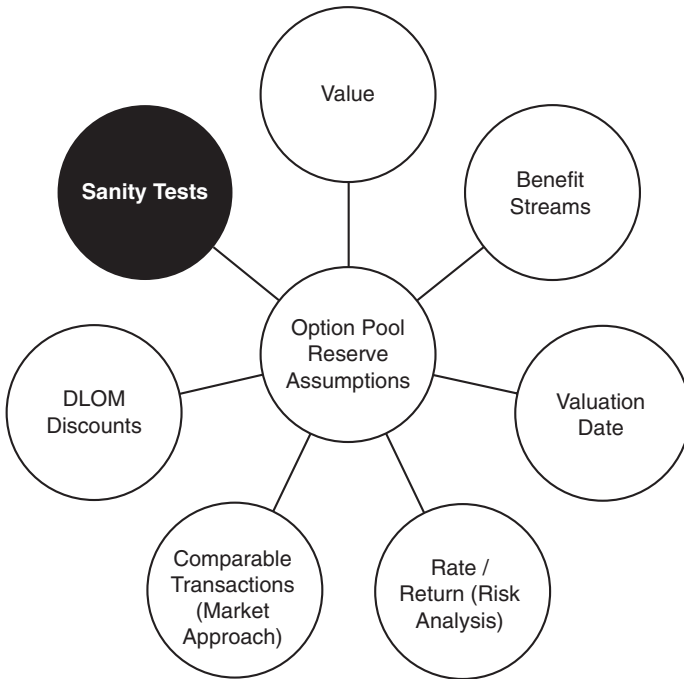 Value
Sanity Tests
Benefit
Streams
Option Pool
Reserve
Assumptions
DLOM
Discounts
Valuation
Date
Comparable
Transactions
(Market
Approach)
Rate /
Return (Risk
Analysis)